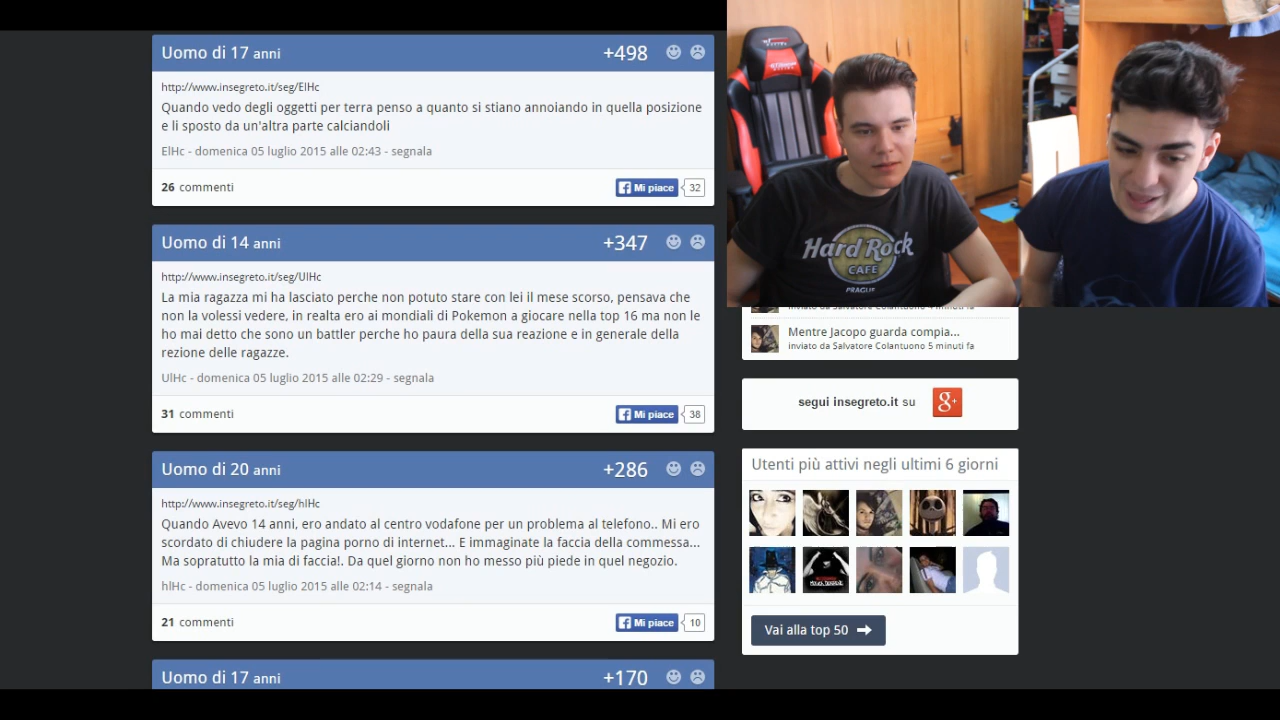 Uomo di 17 anni +498
http://www.insegreto.it/seg/ElHc
Quando vedo degli oggetti per terra penso a quanto si stiano annoiando in quella posizione
e li sposto da un'altra parte calciandoli
ElHc - domenica 05 luglio 2015 alle 02:43 - segnala
26 commenti Mi piace 32
Uomo di 14 anni +347
http://www.insegreto.it/seg/UlHc
La mia ragazza mi ha lasciato perche non potuto stare con lei il mese scorso, pensava che
non la volessi vedere, in realta ero ai mondiali di Pokemon a giocare nella top 16 ma non le
ho mai detto che sono un battler perche ho paura della sua reazione e in generale della
rezione delle ragazze.
UlHc - domenica 05 luglio 2015 alle 02:29 - segnala
31 commenti Mi piace 38
Uomo di 20 anni +286
http://www.insegreto.it/seg/hlHc
Quando Avevo 14 anni, ero andato al centro vodafone per un problema al telefono.. Mi ero
scordato di chiudere la pagina porno di internet... E immaginate la faccia della commessa...
Ma sopratutto la mia di faccia!. Da quel giorno non ho messo più piede in quel negozio.
hlHc - domenica 05 luglio 2015 alle 02:14 - segnala
21 commenti Mi piace 10
Uomo di 17 anni +170
Hard Rock
CAFE
PRAGUE
inviato da Salvatore Colantuono 4 minuti fa
Mentre Jacopo guarda compia...
inviato da Salvatore Colantuono 5 minuti fa
segui insegreto.it su g+
Utenti più attivi negli ultimi 6 giorni
Vai alla top 50